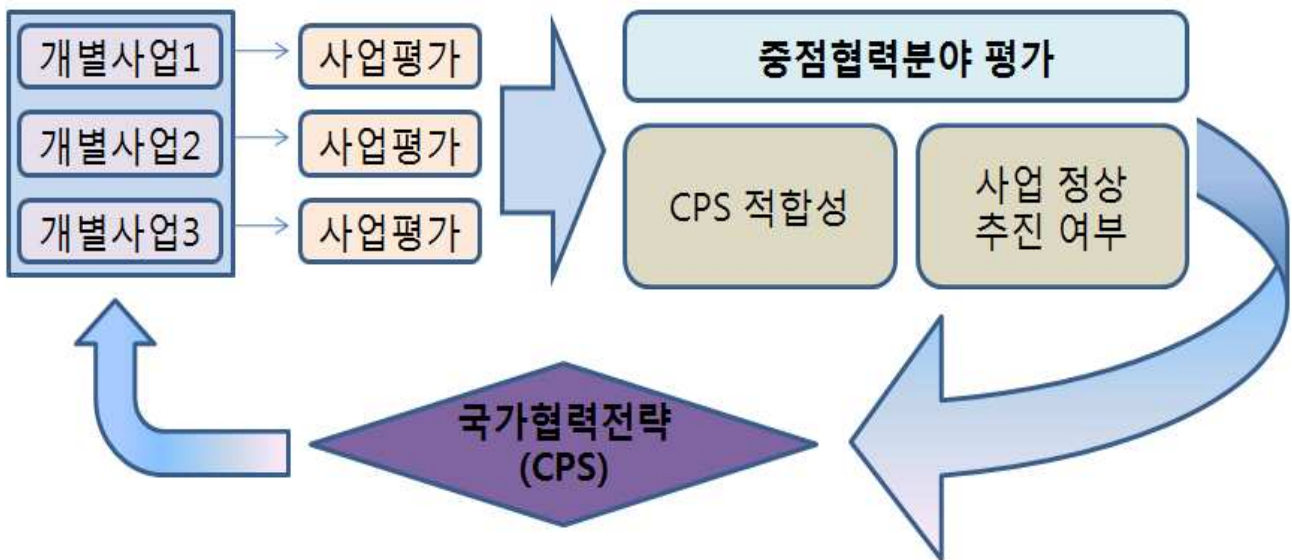 개별사업1
사업평가
개별사업2
사업평가
개별사업3
사업평가
중점협력분야 평가
CPS 적합성
사업 정상
추진 여부
국가협력전략
(CPS)